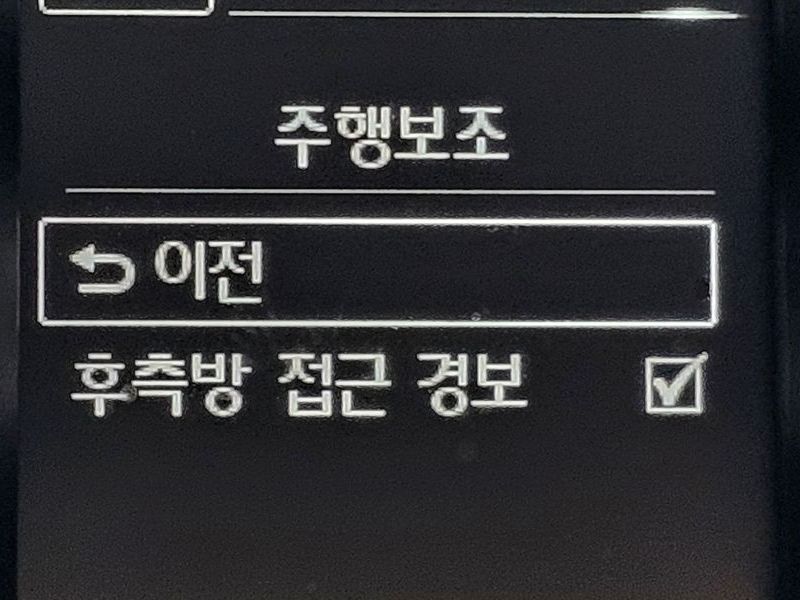 주행보조
이전
후측방 접근 경보